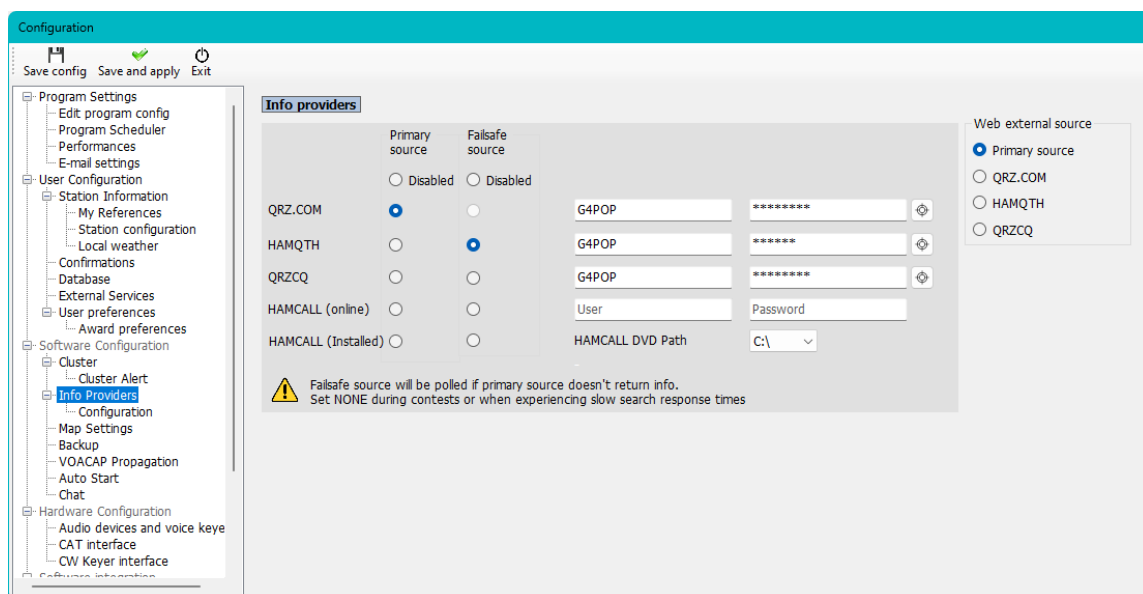 Configuration
Save config Save and apply Exit
Program Settings
Edit program config
Program Scheduler
Performances
E-mail settings
User Configuration
Station Information
My References
Station configuration
Local weather
Confirmations
Database
External Services
User preferences
Award preferences
Software Configuration
Cluster
Cluster Alert
Info Providers
Configuration
Map Settings
Backup
VOACAP Propagation
Auto Start
Chat
Hardware Configuration
Audio devices and voice keye
CAT interface
CW Keyer interface
Software integration
Info providers
Primary source Failsafe source
Disabled Disabled
QRZ.COM G4POP ********
HAMQTH G4POP ******
QRZCQ G4POP ********
HAMCALL (online) User Password
HAMCALL (Installed) HAMCALL DVD Path C:\
Failsafe source will be polled if primary source doesn't return info.
Set NONE during contests or when experiencing slow search response times
Web external source
Primary source
QRZ.COM
HAMQTH
QRZCQ